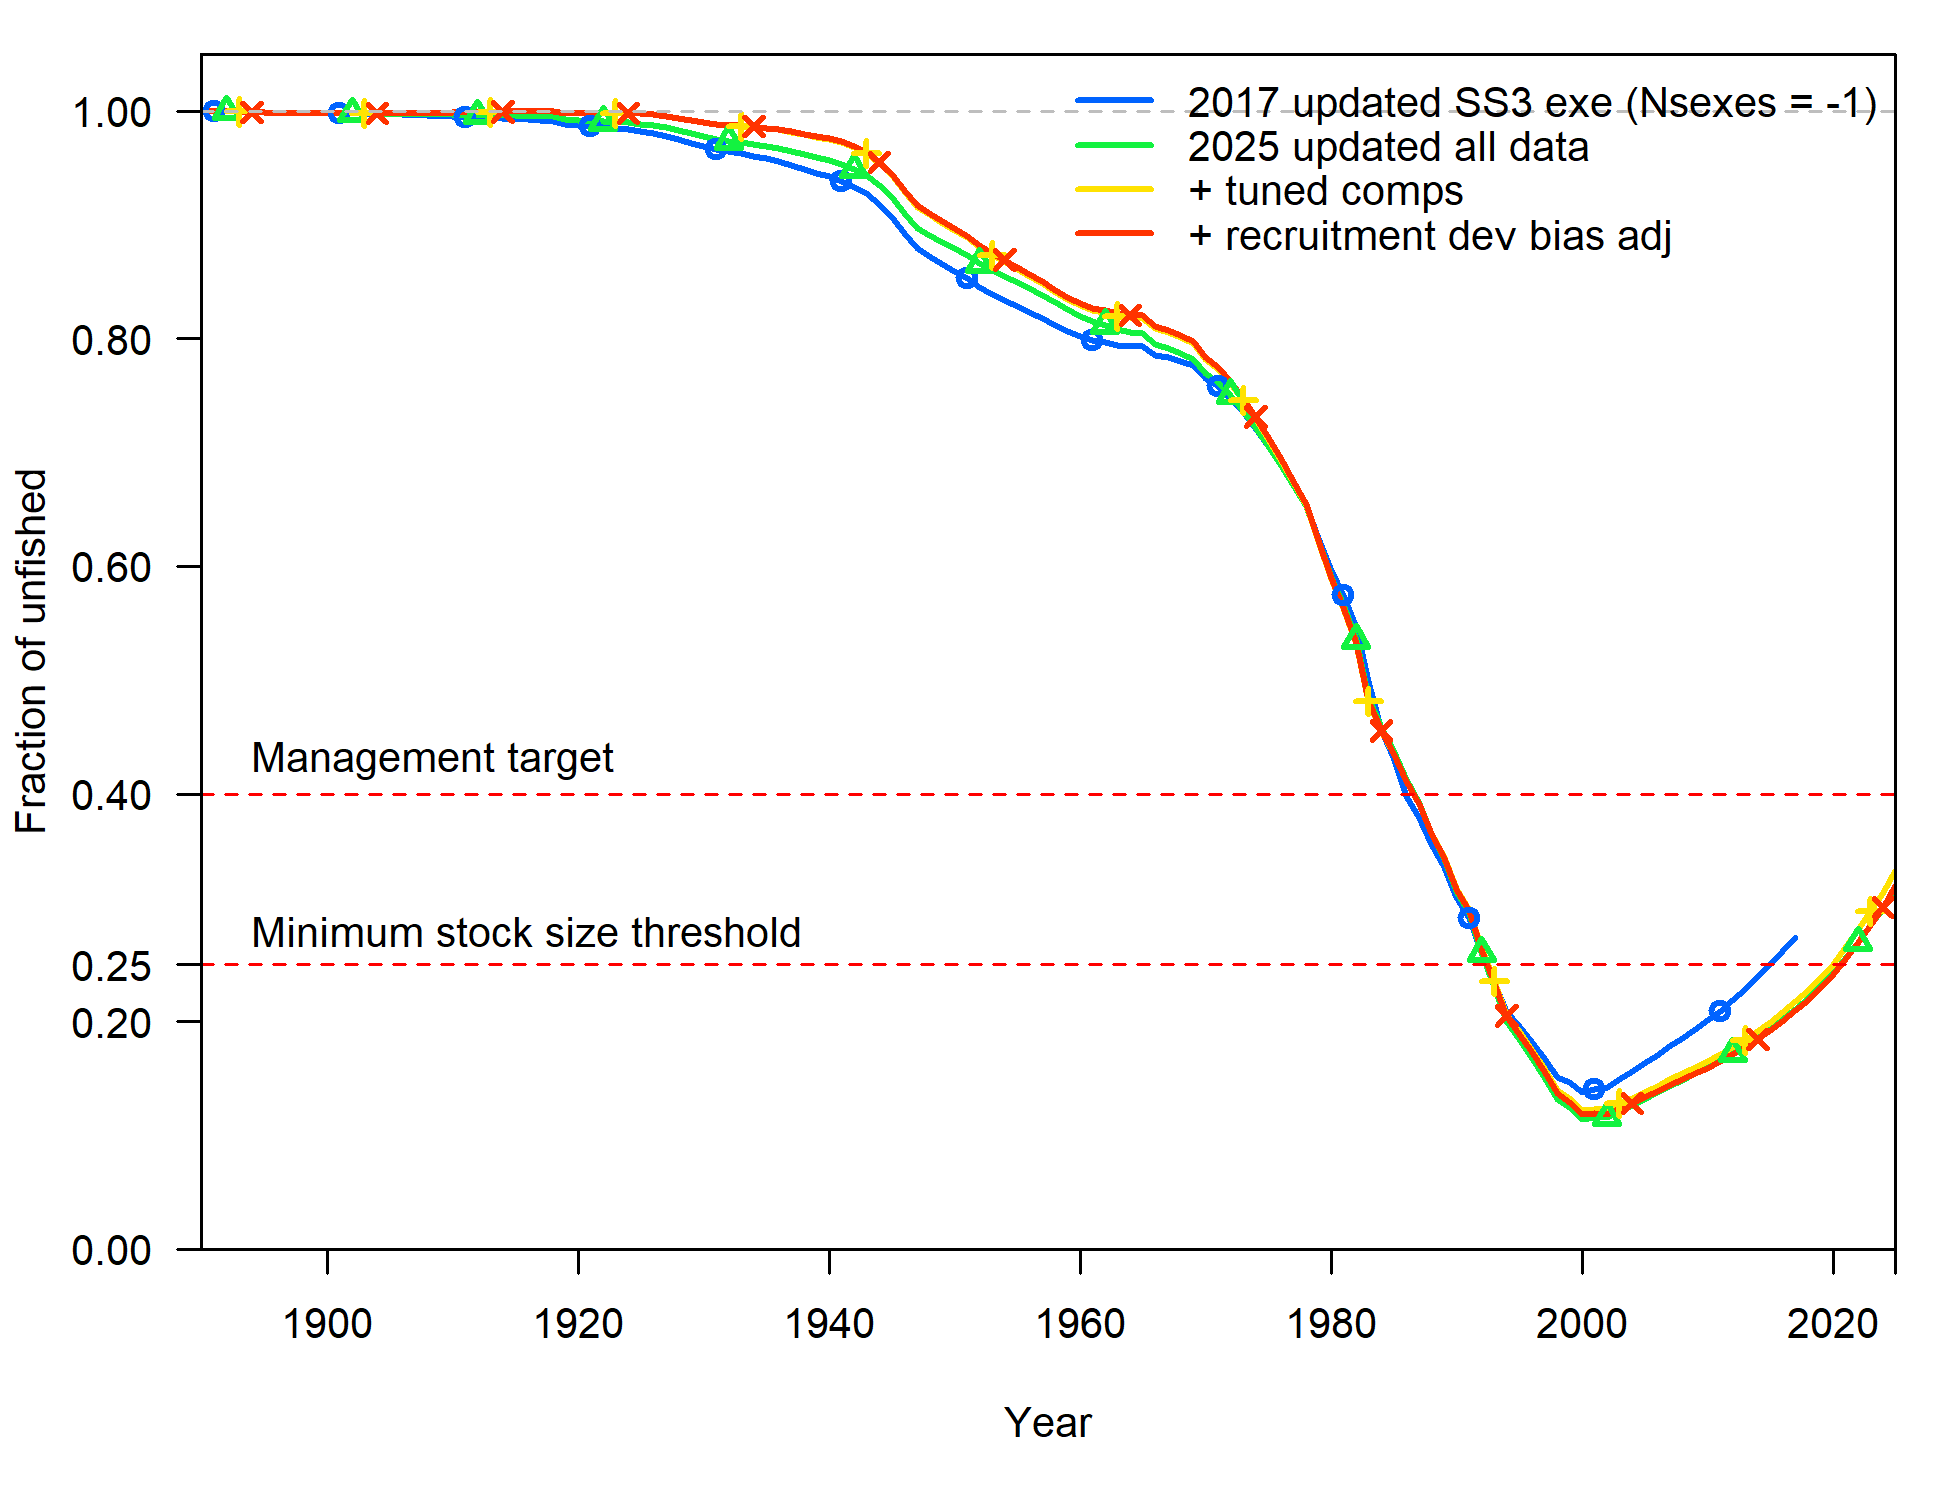 2017 updated SS3 exe (Nsexes = -1)
2025 updated all data
+ tuned comps
+ recruitment dev bias adj
1.00
0.80
0.60
0.40
0.25
0.20
0.00
Fraction of unfished
Management target
Minimum stock size threshold
1900 1920 1940 1960 1980 2000 2020
Year